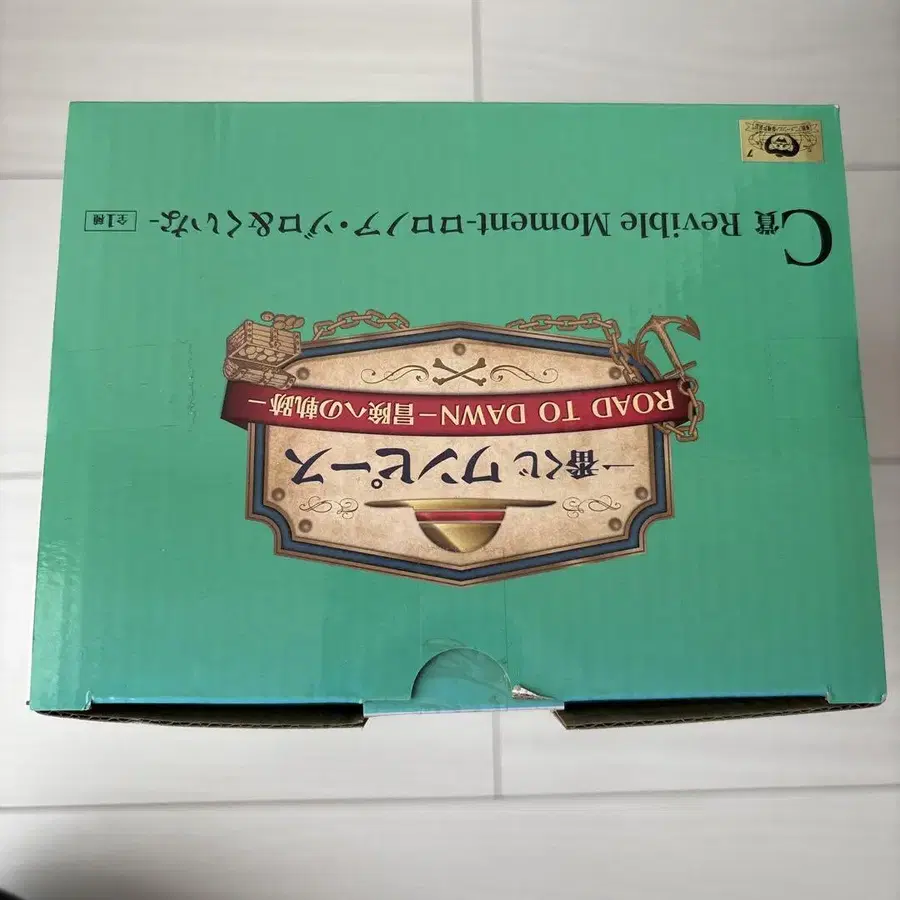 C賞 Revible Moment-ロロノア・ゾロ&くいな- 全1種
一番くじ ワンピース
ROAD TO DAWN－冒険への軌跡－